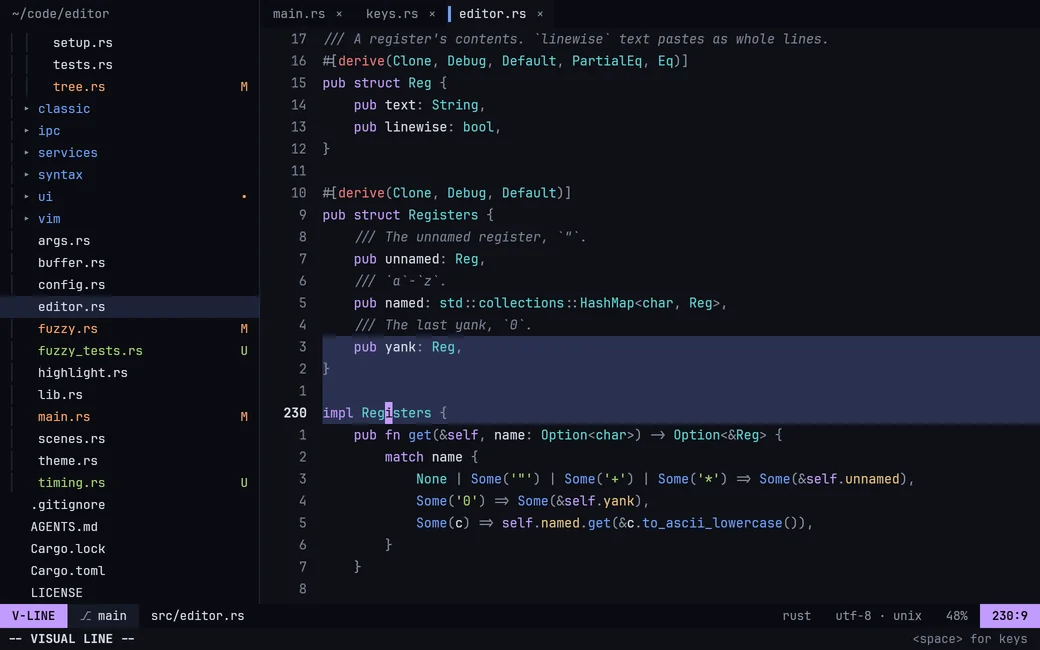 ~/code/editor
setup.rs
tests.rs
tree.rs M
▸ classic
▸ ipc
▸ services
▸ syntax
▸ ui •
▸ vim
args.rs
buffer.rs
config.rs
editor.rs
fuzzy.rs M
fuzzy_tests.rs U
highlight.rs
lib.rs
main.rs M
scenes.rs
theme.rs
timing.rs U
.gitignore
AGENTS.md
Cargo.lock
Cargo.toml
LICENSE
main.rs × keys.rs × editor.rs ×
17 /// A register's contents. `linewise` text pastes as whole lines.
16 #[derive(Clone, Debug, Default, PartialEq, Eq)]
15 pub struct Reg {
14     pub text: String,
13     pub linewise: bool,
12 }
11
10 #[derive(Clone, Debug, Default)]
9 pub struct Registers {
8     /// The unnamed register, `"`.
7     pub unnamed: Reg,
6     /// `a`-`z`.
5     pub named: std::collections::HashMap<char, Reg>,
4     /// The last yank, `0`.
3     pub yank: Reg,
2 }
1
230 impl Registers {
1     pub fn get(&self, name: Option<char>) -> Option<&Reg> {
2         match name {
3             None | Some('"') | Some('+') | Some('*') => Some(&self.unnamed),
4             Some('0') => Some(&self.yank),
5             Some(c) => self.named.get(&c.to_ascii_lowercase()),
6         }
7     }
8
V-LINE main src/editor.rs rust utf-8 · unix 48% 230:9
-- VISUAL LINE -- <space> for keys